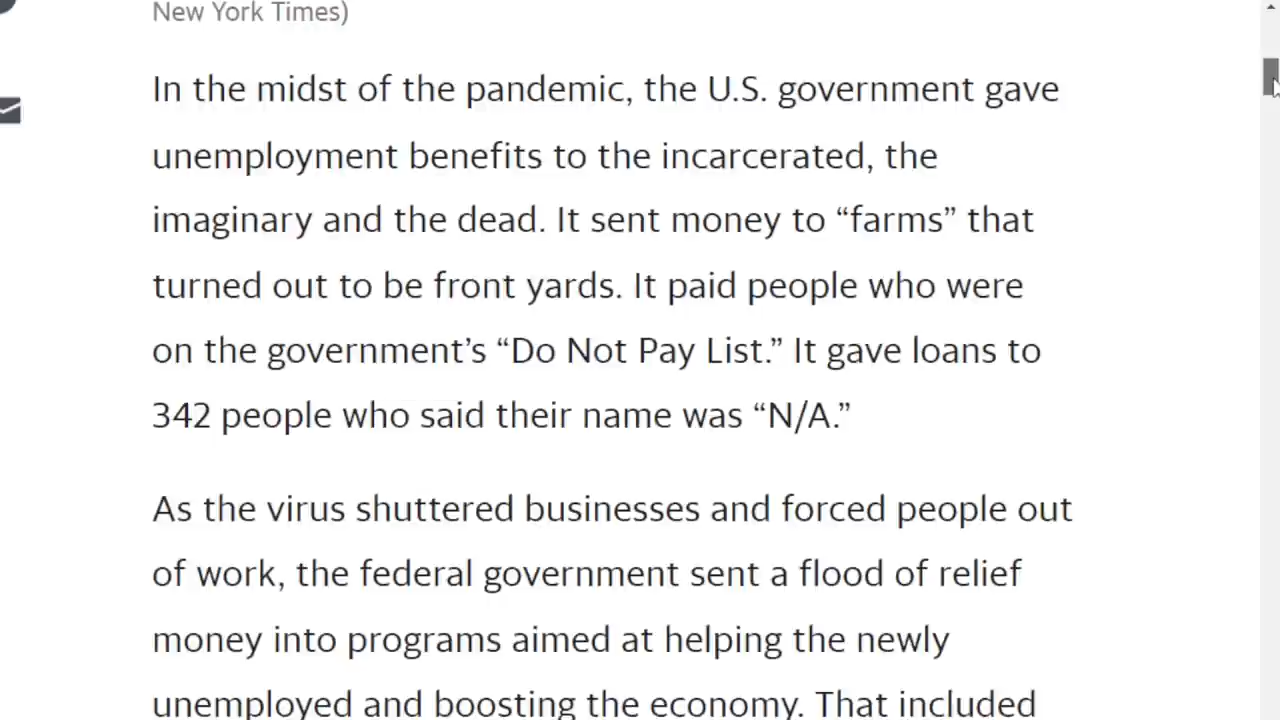 New York Times)
In the midst of the pandemic, the U.S. government gave
unemployment benefits to the incarcerated, the
imaginary and the dead. It sent money to “farms” that
turned out to be front yards. It paid people who were
on the government’s “Do Not Pay List.” It gave loans to
342 people who said their name was “N/A.”
As the virus shuttered businesses and forced people out
of work, the federal government sent a flood of relief
money into programs aimed at helping the newly
unemployed and boosting the economy. That included